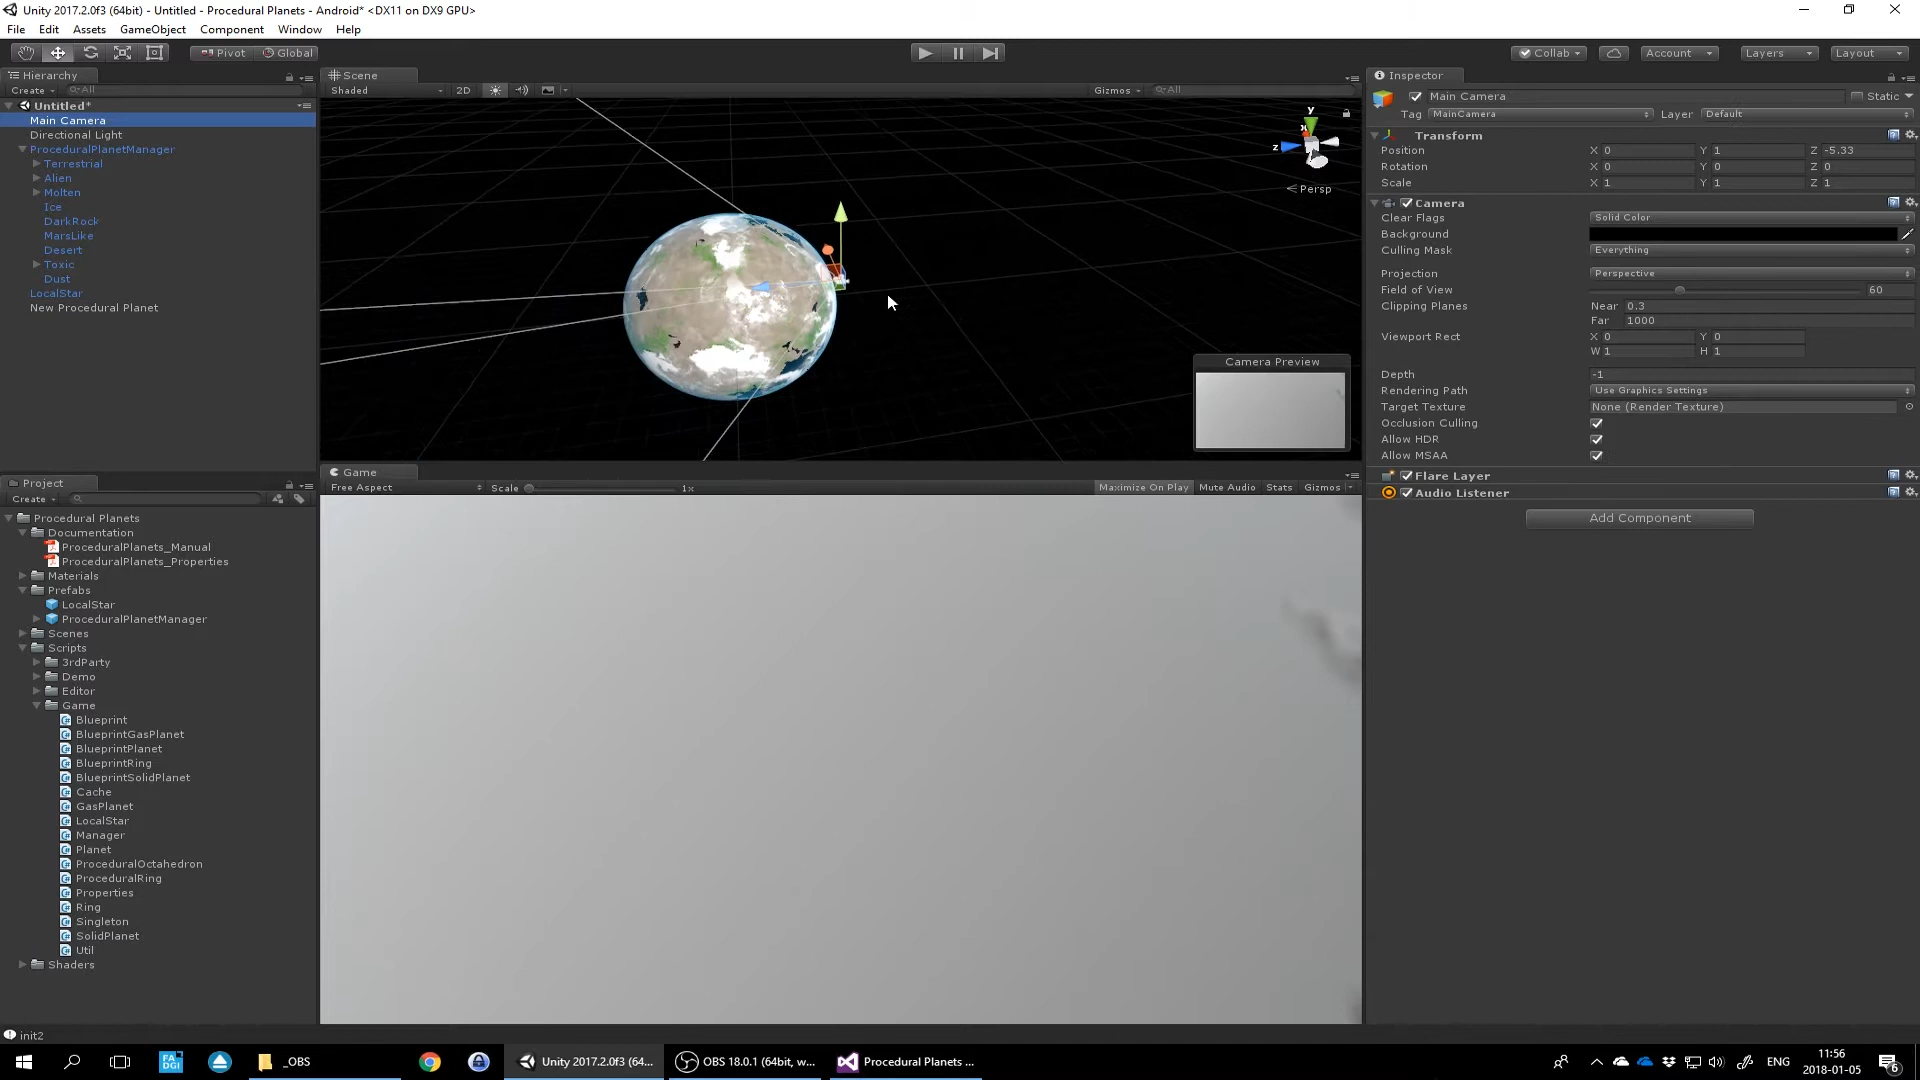 Unity 2017.2.0f3 (64bit) - Untitled - Procedural Planets - Android* <DX11 on DX9 GPU>
File Edit Assets GameObject Component Window Help
Pivot Global Collab Account Layers Layout
Hierarchy
Create All
Untitled*
Main Camera
Directional Light
ProceduralPlanetManager
Terrestrial
Alien
Molten
Ice
DarkRock
MarsLike
Desert
Toxic
Dust
LocalStar
New Procedural Planet
Scene
Shaded 2D Gizmos All
y
x
z
Persp
Camera Preview
Game
Free Aspect Scale 1x Maximize On Play Mute Audio Stats Gizmos
Inspector
Main Camera Static
Tag MainCamera Layer Default
Transform
Position X 0 Y 1 Z -5.33
Rotation X 0 Y 0 Z 0
Scale X 1 Y 1 Z 1
Camera
Clear Flags Solid Color
Background
Culling Mask Everything
Projection Perspective
Field of View 60
Clipping Planes Near 0.3
Far 1000
Viewport Rect X 0 Y 0
W 1 H 1
Depth -1
Rendering Path Use Graphics Settings
Target Texture None (Render Texture)
Occlusion Culling
Allow HDR
Allow MSAA
Flare Layer
Audio Listener
Add Component
Project
Create
Procedural Planets
Documentation
ProceduralPlanets_Manual
ProceduralPlanets_Properties
Materials
Prefabs
LocalStar
ProceduralPlanetManager
Scenes
Scripts
3rdParty
Demo
Editor
Game
Blueprint
BlueprintGasPlanet
BlueprintPlanet
BlueprintRing
BlueprintSolidPlanet
Cache
GasPlanet
LocalStar
Manager
Planet
ProceduralOctahedron
ProceduralRing
Properties
Ring
Singleton
SolidPlanet
Util
Shaders
init2
FADGI
_OBS
Unity 2017.2.0f3 (64...
OBS 18.0.1 (64bit, w...
Procedural Planets ...
ENG
11:56
2018-01-05
6